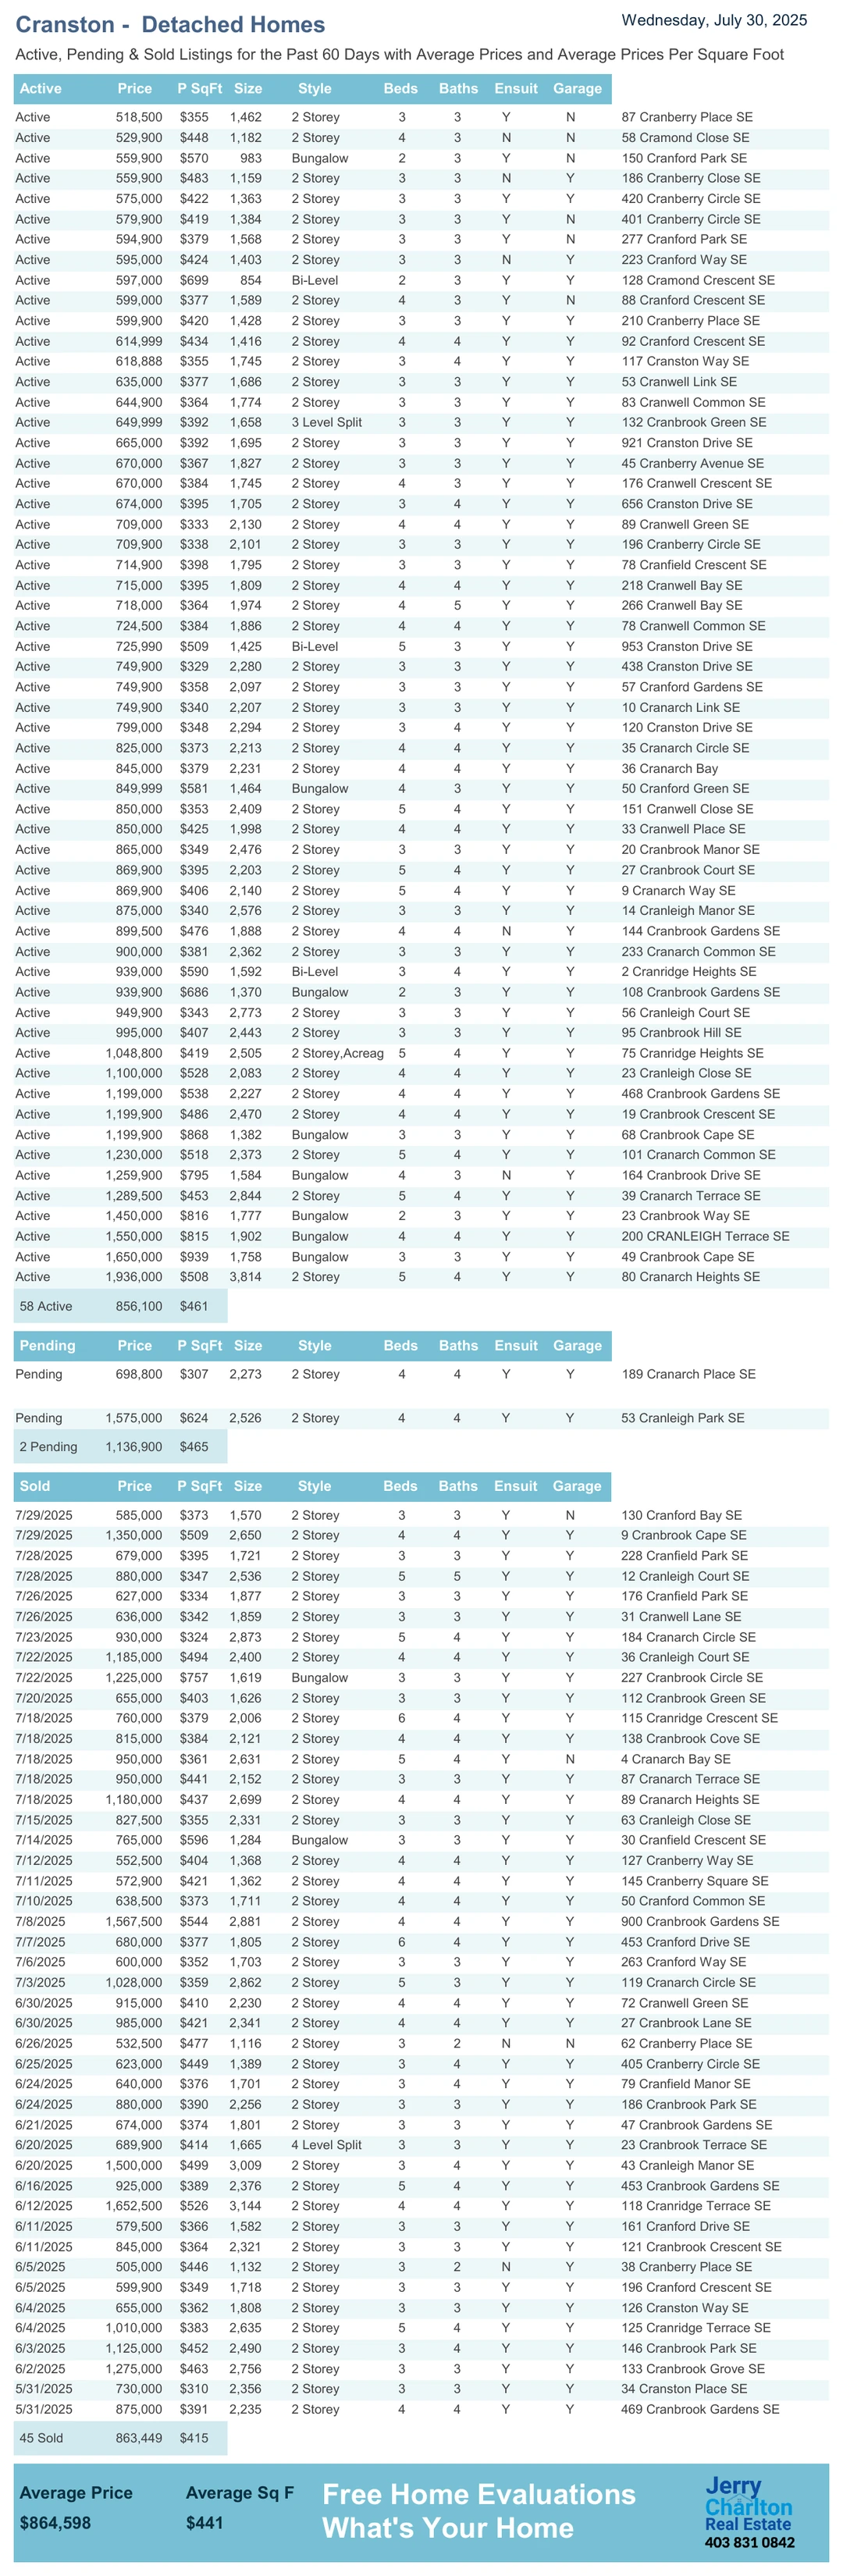 Cranston - Detached Homes
Wednesday, July 30, 2025
Active, Pending & Sold Listings for the Past 60 Days with Average Prices and Average Prices Per Square Foot
Active Price P SqFt Size Style Beds Baths Ensuit Garage
Active 518,500 $355 1,462 2 Storey 3 3 Y N 87 Cranberry Place SE
Active 529,900 $448 1,182 2 Storey 4 3 N N 58 Cramond Close SE
Active 559,900 $570 983 Bungalow 2 3 Y N 150 Cranford Park SE
Active 559,900 $483 1,159 2 Storey 3 3 N Y 186 Cranberry Close SE
Active 575,000 $422 1,363 2 Storey 3 3 Y Y 420 Cranberry Circle SE
Active 579,900 $419 1,384 2 Storey 3 3 Y N 401 Cranberry Circle SE
Active 594,900 $379 1,568 2 Storey 3 3 Y N 277 Cranford Park SE
Active 595,000 $424 1,403 2 Storey 3 3 N Y 223 Cranford Way SE
Active 597,000 $699 854 Bi-Level 2 3 Y Y 128 Cramond Crescent SE
Active 599,000 $377 1,589 2 Storey 4 3 Y N 88 Cranford Crescent SE
Active 599,900 $420 1,428 2 Storey 3 3 Y Y 210 Cranberry Place SE
Active 614,999 $434 1,416 2 Storey 4 4 Y Y 92 Cranford Crescent SE
Active 618,888 $355 1,745 2 Storey 3 4 Y Y 117 Cranston Way SE
Active 635,000 $377 1,686 2 Storey 3 3 Y Y 53 Cranwell Link SE
Active 644,900 $364 1,774 2 Storey 3 3 Y Y 83 Cranwell Common SE
Active 649,999 $392 1,658 3 Level Split 3 3 Y Y 132 Cranbrook Green SE
Active 665,000 $392 1,695 2 Storey 3 3 Y Y 921 Cranston Drive SE
Active 670,000 $367 1,827 2 Storey 3 3 Y Y 45 Cranberry Avenue SE
Active 670,000 $384 1,745 2 Storey 4 3 Y Y 176 Cranwell Crescent SE
Active 674,000 $395 1,705 2 Storey 3 4 Y Y 656 Cranston Drive SE
Active 709,000 $333 2,130 2 Storey 4 4 Y Y 89 Cranwell Green SE
Active 709,900 $338 2,101 2 Storey 3 3 Y Y 196 Cranberry Circle SE
Active 714,900 $398 1,795 2 Storey 3 3 Y Y 78 Cranfield Crescent SE
Active 715,000 $395 1,809 2 Storey 4 4 Y Y 218 Cranwell Bay SE
Active 718,000 $364 1,974 2 Storey 4 5 Y Y 266 Cranwell Bay SE
Active 724,500 $384 1,886 2 Storey 4 4 Y Y 78 Cranwell Common SE
Active 725,990 $509 1,425 Bi-Level 5 3 Y Y 953 Cranston Drive SE
Active 749,900 $329 2,280 2 Storey 3 3 Y Y 438 Cranston Drive SE
Active 749,900 $358 2,097 2 Storey 3 3 Y Y 57 Cranford Gardens SE
Active 749,900 $340 2,207 2 Storey 3 3 Y Y 10 Cranarch Link SE
Active 799,000 $348 2,294 2 Storey 3 4 Y Y 120 Cranston Drive SE
Active 825,000 $373 2,213 2 Storey 4 4 Y Y 35 Cranarch Circle SE
Active 845,000 $379 2,231 2 Storey 4 4 Y Y 36 Cranarch Bay
Active 849,999 $581 1,464 Bungalow 4 3 Y Y 50 Cranford Green SE
Active 850,000 $353 2,409 2 Storey 5 4 Y Y 151 Cranwell Close SE
Active 850,000 $425 1,998 2 Storey 4 4 Y Y 33 Cranwell Place SE
Active 865,000 $349 2,476 2 Storey 3 3 Y Y 20 Cranbrook Manor SE
Active 869,900 $395 2,203 2 Storey 5 4 Y Y 27 Cranbrook Court SE
Active 869,900 $406 2,140 2 Storey 5 4 Y Y 9 Cranarch Way SE
Active 875,000 $340 2,576 2 Storey 3 3 Y Y 14 Cranleigh Manor SE
Active 899,500 $476 1,888 2 Storey 4 4 N Y 144 Cranbrook Gardens SE
Active 900,000 $381 2,362 2 Storey 3 3 Y Y 233 Cranarch Common SE
Active 939,000 $590 1,592 Bi-Level 3 4 Y Y 2 Cranridge Heights SE
Active 939,900 $686 1,370 Bungalow 2 3 Y Y 108 Cranbrook Gardens SE
Active 949,900 $343 2,773 2 Storey 3 3 Y Y 56 Cranleigh Court SE
Active 995,000 $407 2,443 2 Storey 3 3 Y Y 95 Cranbrook Hill SE
Active 1,048,800 $419 2,505 2 Storey,Acreag 5 4 Y Y 75 Cranridge Heights SE
Active 1,100,000 $528 2,083 2 Storey 4 4 Y Y 23 Cranleigh Close SE
Active 1,199,000 $538 2,227 2 Storey 4 4 Y Y 468 Cranbrook Gardens SE
Active 1,199,900 $486 2,470 2 Storey 4 4 Y Y 19 Cranbrook Crescent SE
Active 1,199,900 $868 1,382 Bungalow 3 3 Y Y 68 Cranbrook Cape SE
Active 1,230,000 $518 2,373 2 Storey 5 4 Y Y 101 Cranarch Common SE
Active 1,259,900 $795 1,584 Bungalow 4 3 N Y 164 Cranbrook Drive SE
Active 1,289,500 $453 2,844 2 Storey 5 4 Y Y 39 Cranarch Terrace SE
Active 1,450,000 $816 1,777 Bungalow 2 3 Y Y 23 Cranbrook Way SE
Active 1,550,000 $815 1,902 Bungalow 4 4 Y Y 200 CRANLEIGH Terrace SE
Active 1,650,000 $939 1,758 Bungalow 3 3 Y Y 49 Cranbrook Cape SE
Active 1,936,000 $508 3,814 2 Storey 5 4 Y Y 80 Cranarch Heights SE
58 Active 856,100 $461
Pending Price P SqFt Size Style Beds Baths Ensuit Garage
Pending 698,800 $307 2,273 2 Storey 4 4 Y Y 189 Cranarch Place SE
Pending 1,575,000 $624 2,526 2 Storey 4 4 Y Y 53 Cranleigh Park SE
2 Pending 1,136,900 $465
Sold Price P SqFt Size Style Beds Baths Ensuit Garage
7/29/2025 585,000 $373 1,570 2 Storey 3 3 Y N 130 Cranford Bay SE
7/29/2025 1,350,000 $509 2,650 2 Storey 4 4 Y Y 9 Cranbrook Cape SE
7/28/2025 679,000 $395 1,721 2 Storey 3 3 Y Y 228 Cranfield Park SE
7/28/2025 880,000 $347 2,536 2 Storey 5 5 Y Y 12 Cranleigh Court SE
7/26/2025 627,000 $334 1,877 2 Storey 3 3 Y Y 176 Cranfield Park SE
7/26/2025 636,000 $342 1,859 2 Storey 3 3 Y Y 31 Cranwell Lane SE
7/23/2025 930,000 $324 2,873 2 Storey 5 4 Y Y 184 Cranarch Circle SE
7/22/2025 1,185,000 $494 2,400 2 Storey 4 4 Y Y 36 Cranleigh Court SE
7/22/2025 1,225,000 $757 1,619 Bungalow 3 3 Y Y 227 Cranbrook Circle SE
7/20/2025 655,000 $403 1,626 2 Storey 3 3 Y Y 112 Cranbrook Green SE
7/18/2025 760,000 $379 2,006 2 Storey 6 4 Y Y 115 Cranridge Crescent SE
7/18/2025 815,000 $384 2,121 2 Storey 4 4 Y Y 138 Cranbrook Cove SE
7/18/2025 950,000 $361 2,631 2 Storey 5 4 Y N 4 Cranarch Bay SE
7/18/2025 950,000 $441 2,152 2 Storey 3 3 Y Y 87 Cranarch Terrace SE
7/18/2025 1,180,000 $437 2,699 2 Storey 4 4 Y Y 89 Cranarch Heights SE
7/15/2025 827,500 $355 2,331 2 Storey 3 3 Y Y 63 Cranleigh Close SE
7/14/2025 765,000 $596 1,284 Bungalow 3 3 Y Y 30 Cranfield Crescent SE
7/12/2025 552,500 $404 1,368 2 Storey 4 4 Y Y 127 Cranberry Way SE
7/11/2025 572,900 $421 1,362 2 Storey 4 4 Y Y 145 Cranberry Square SE
7/10/2025 638,500 $373 1,711 2 Storey 4 4 Y Y 50 Cranford Common SE
7/8/2025 1,567,500 $544 2,881 2 Storey 4 4 Y Y 900 Cranbrook Gardens SE
7/7/2025 680,000 $377 1,805 2 Storey 6 4 Y Y 453 Cranford Drive SE
7/6/2025 600,000 $352 1,703 2 Storey 3 3 Y Y 263 Cranford Way SE
7/3/2025 1,028,000 $359 2,862 2 Storey 5 3 Y Y 119 Cranarch Circle SE
6/30/2025 915,000 $410 2,230 2 Storey 4 4 Y Y 72 Cranwell Green SE
6/30/2025 985,000 $421 2,341 2 Storey 4 4 Y Y 27 Cranbrook Lane SE
6/26/2025 532,500 $477 1,116 2 Storey 3 2 N N 62 Cranberry Place SE
6/25/2025 623,000 $449 1,389 2 Storey 3 4 Y Y 405 Cranberry Circle SE
6/24/2025 640,000 $376 1,701 2 Storey 3 4 Y Y 79 Cranfield Manor SE
6/24/2025 880,000 $390 2,256 2 Storey 3 3 Y Y 186 Cranbrook Park SE
6/21/2025 674,000 $374 1,801 2 Storey 3 3 Y Y 47 Cranbrook Gardens SE
6/20/2025 689,900 $414 1,665 4 Level Split 3 3 Y Y 23 Cranbrook Terrace SE
6/20/2025 1,500,000 $499 3,009 2 Storey 3 4 Y Y 43 Cranleigh Manor SE
6/16/2025 925,000 $389 2,376 2 Storey 5 4 Y Y 453 Cranbrook Gardens SE
6/12/2025 1,652,500 $526 3,144 2 Storey 4 4 Y Y 118 Cranridge Terrace SE
6/11/2025 579,500 $366 1,582 2 Storey 3 3 Y Y 161 Cranford Drive SE
6/11/2025 845,000 $364 2,321 2 Storey 3 3 Y Y 121 Cranbrook Crescent SE
6/5/2025 505,000 $446 1,132 2 Storey 3 2 N Y 38 Cranberry Place SE
6/5/2025 599,900 $349 1,718 2 Storey 3 3 Y Y 196 Cranford Crescent SE
6/4/2025 655,000 $362 1,808 2 Storey 3 3 Y Y 126 Cranston Way SE
6/4/2025 1,010,000 $383 2,635 2 Storey 5 4 Y Y 125 Cranridge Terrace SE
6/3/2025 1,125,000 $452 2,490 2 Storey 3 4 Y Y 146 Cranbrook Park SE
6/2/2025 1,275,000 $463 2,756 2 Storey 3 3 Y Y 133 Cranbrook Grove SE
5/31/2025 730,000 $310 2,356 2 Storey 3 3 Y Y 34 Cranston Place SE
5/31/2025 875,000 $391 2,235 2 Storey 4 4 Y Y 469 Cranbrook Gardens SE
45 Sold 863,449 $415
Average Price Average Sq F
$864,598 $441
Free Home Evaluations
What's Your Home
Jerry
Charlton
Real Estate
403 831 0842